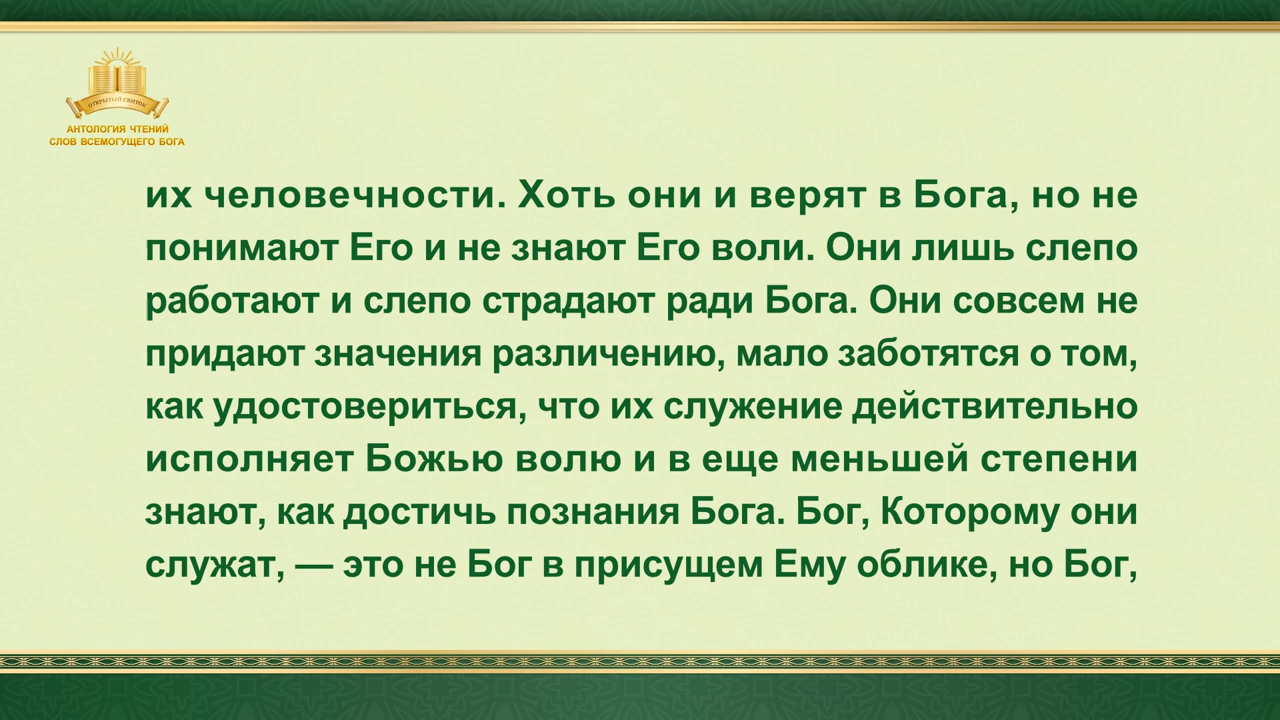 ОТКРЫТЫЙ СВИТОК
АНТОЛОГИЯ ЧТЕНИЙ
СЛОВ ВСЕМОГУЩЕГО БОГА
их человечности. Хоть они и верят в Бога, но не
понимают Его и не знают Его воли. Они лишь слепо
работают и слепо страдают ради Бога. Они совсем не
придают значения различению, мало заботятся о том,
как удостовериться, что их служение действительно
исполняет Божью волю и в еще меньшей степени
знают, как достичь познания Бога. Бог, Которому они
служат, — это не Бог в присущем Ему облике, но Бог,